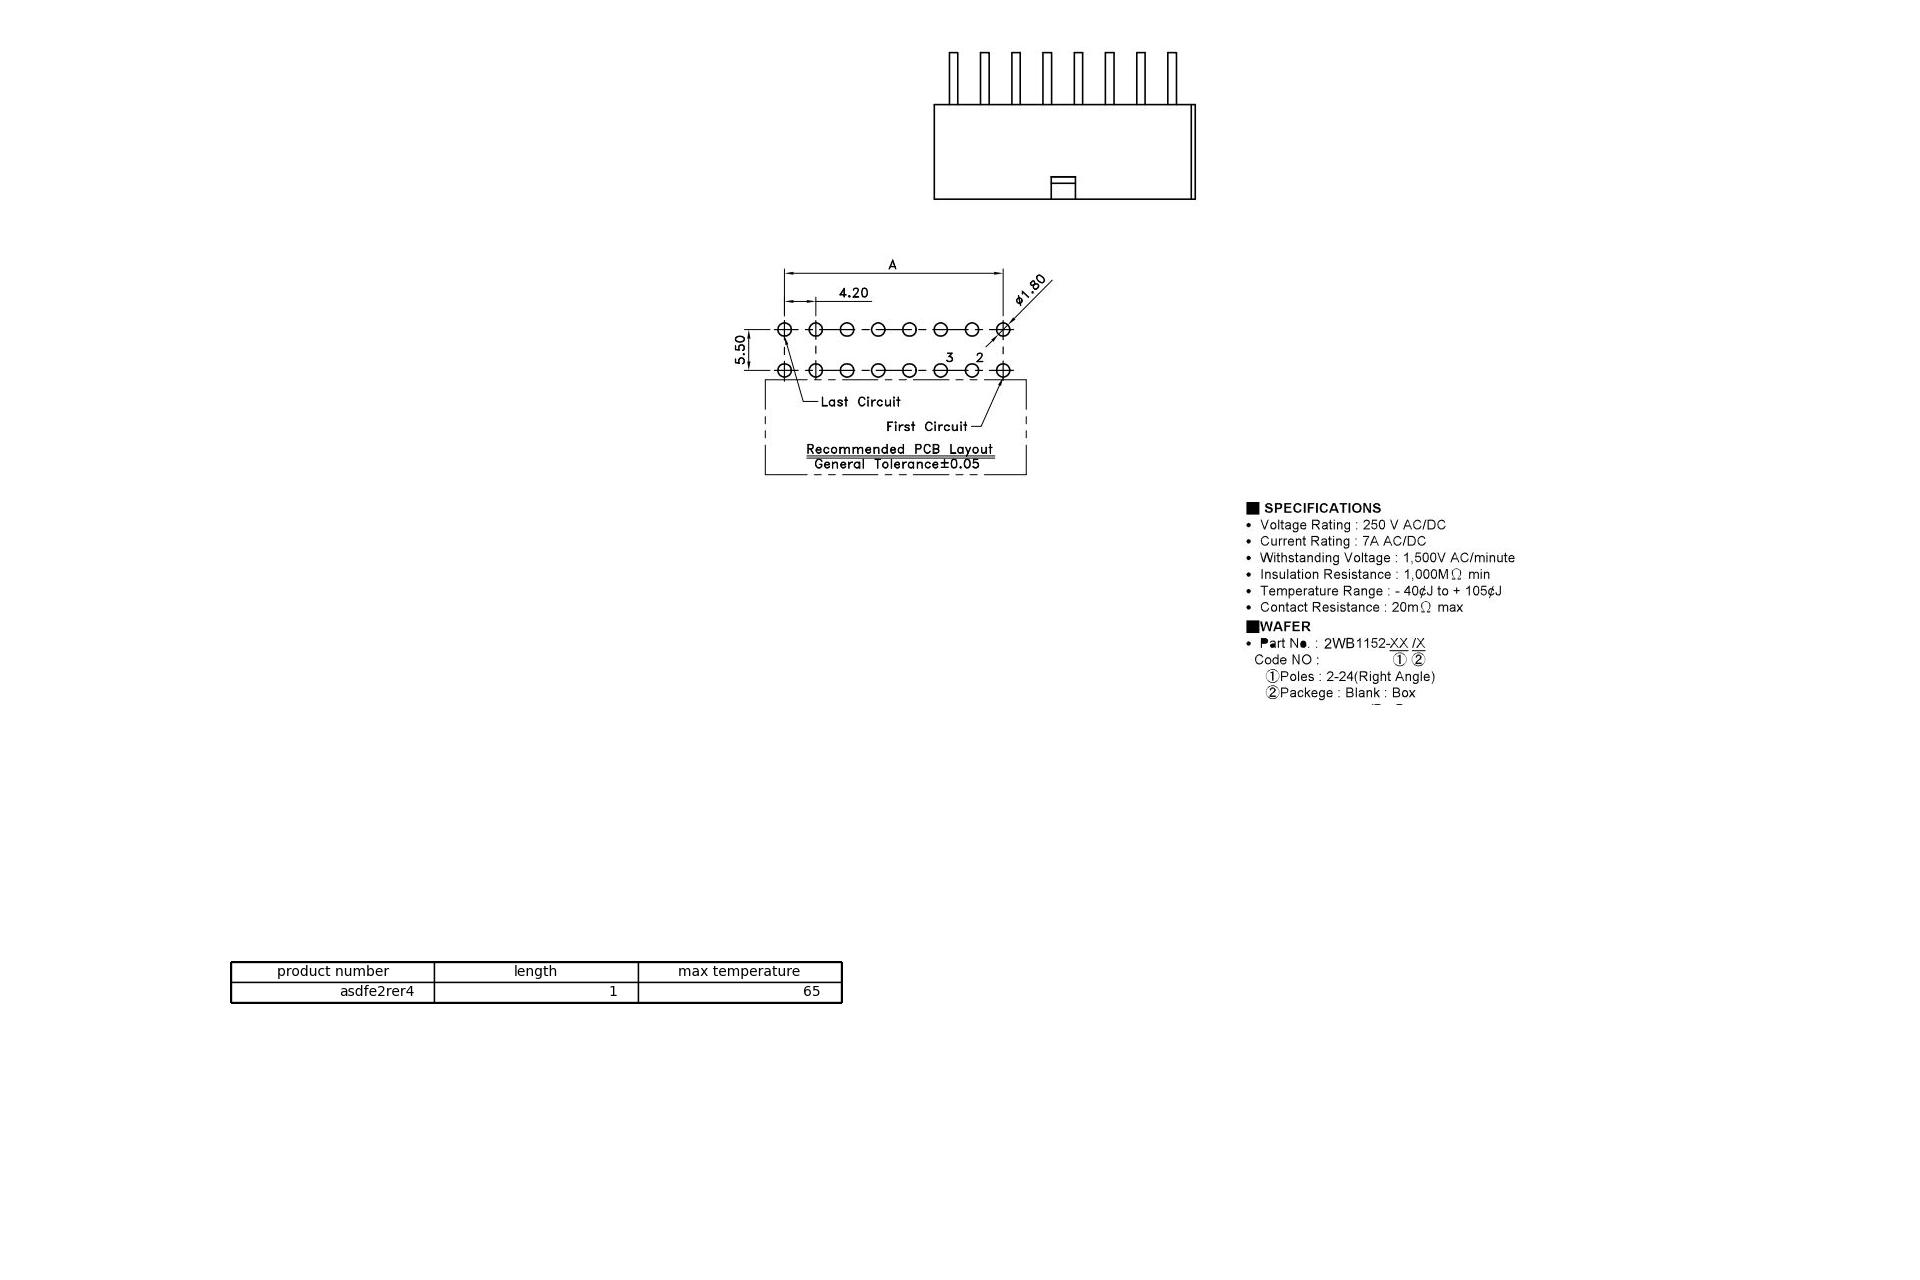 A
4.20
ø1.80
5.50
3 2
Last Circuit
First Circuit
Recommended PCB Layout
General Tolerance±0.05
■ SPECIFICATIONS
• Voltage Rating : 250 V AC/DC
• Current Rating : 7A AC/DC
• Withstanding Voltage : 1,500V AC/minute
• Insulation Resistance : 1,000MΩ min
• Temperature Range : - 40¢J to + 105¢J
• Contact Resistance : 20mΩ max
■WAFER
• Part No. : 2WB1152-XX /X
Code NO : ① ②
①Poles : 2-24(Right Angle)
②Packege : Blank : Box
product number length max temperature
asdfe2rer4 1 65